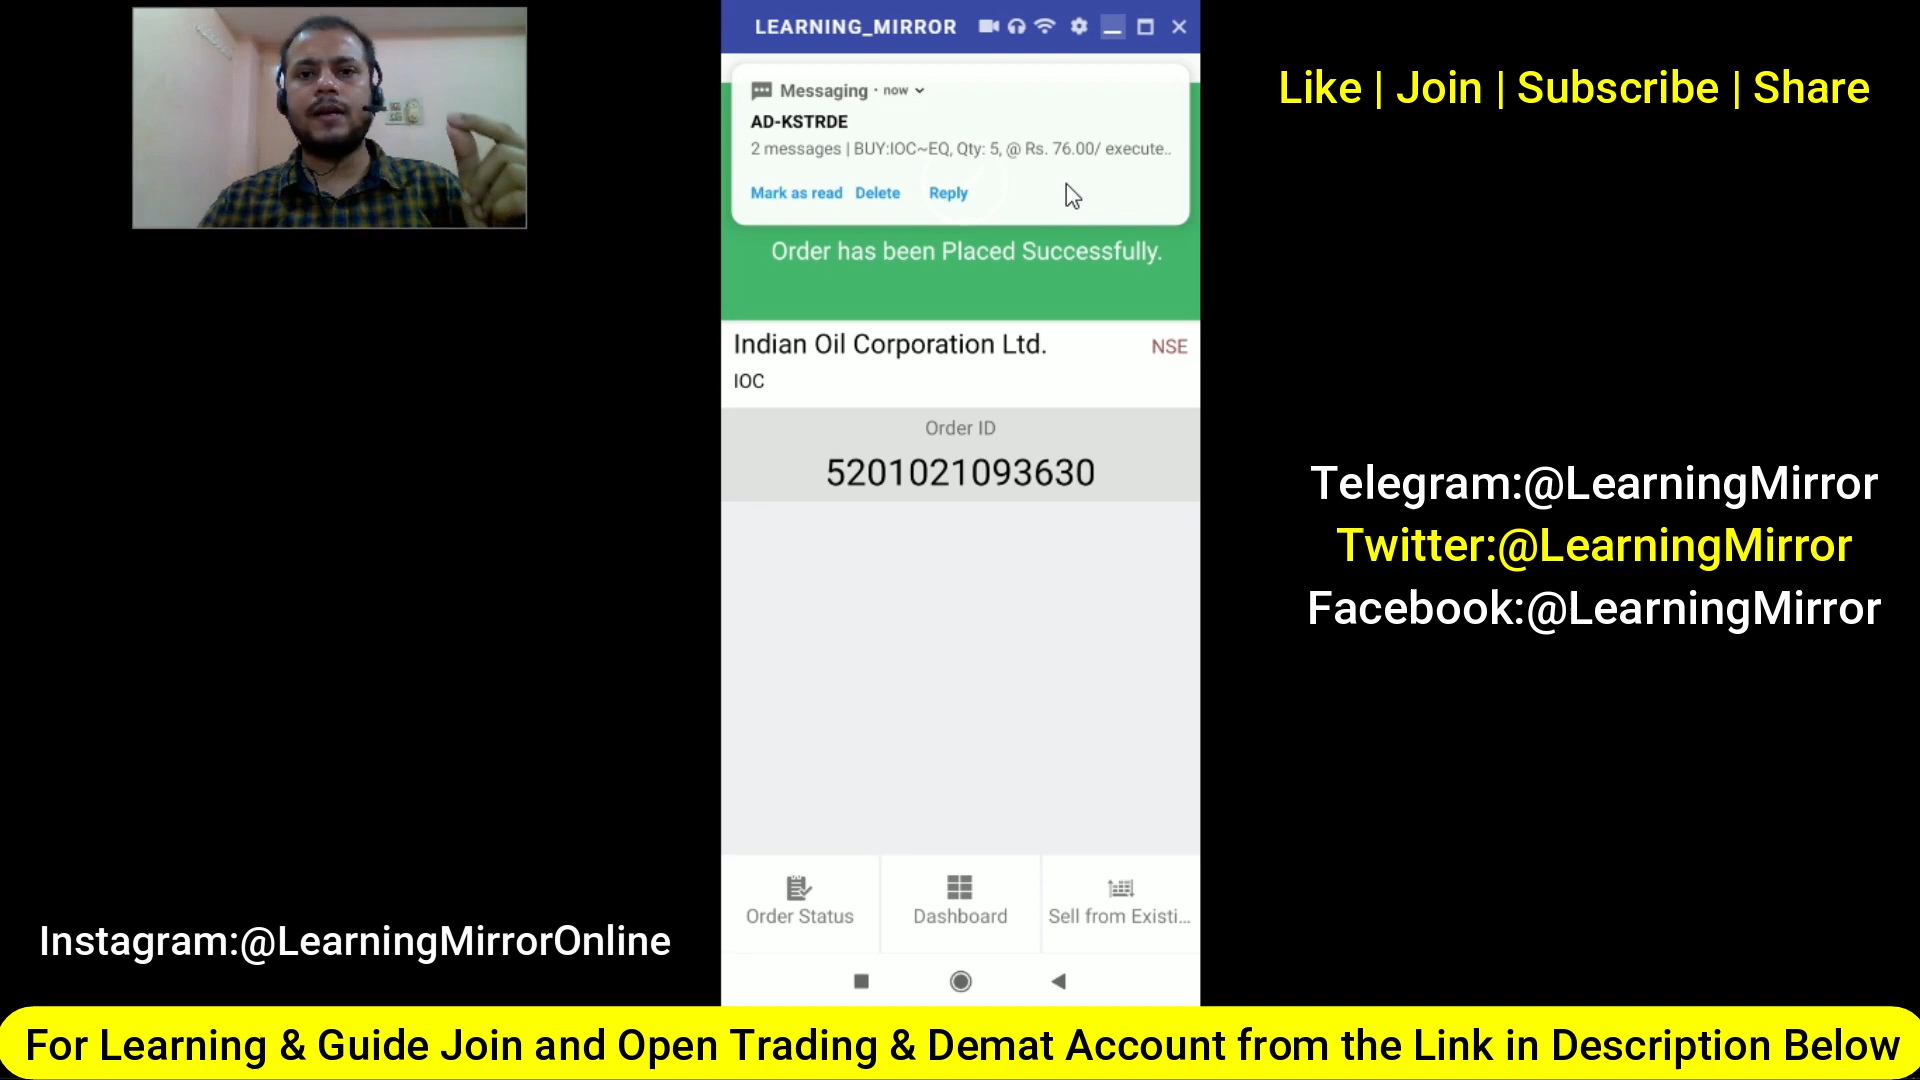 LEARNING_MIRROR
Like | Join | Subscribe | Share
Messaging · now
AD-KSTRDE
2 messages | BUY:IOC~EQ, Qty: 5, @ Rs. 76.00/ execute..
Mark as read Delete Reply
Order has been Placed Successfully.
Indian Oil Corporation Ltd. NSE
IOC
Order ID
5201021093630
Telegram:@LearningMirror
Twitter:@LearningMirror
Facebook:@LearningMirror
Order Status Dashboard Sell from Existi...
Instagram:@LearningMirrorOnline
For Learning & Guide Join and Open Trading & Demat Account from the Link in Description Below